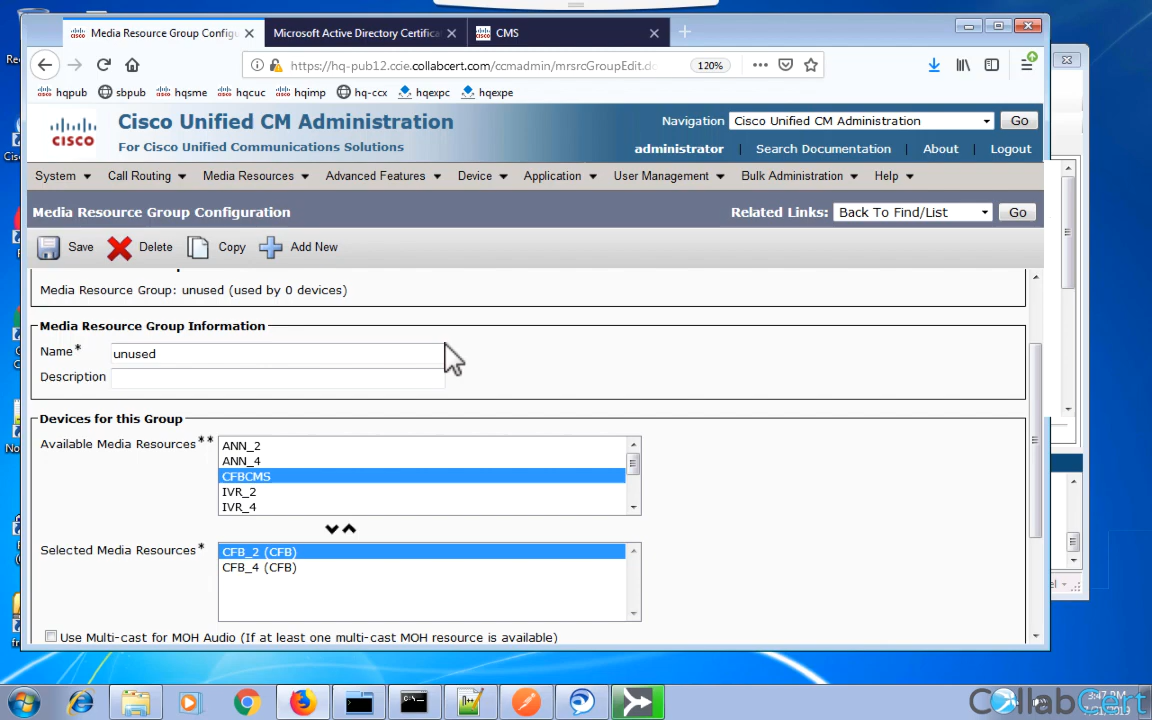 Media Resource Group Configu
Microsoft Active Directory Certifica
CMS
https://hq-pub12.ccie.collabcert.com/ccmadmin/mrsrcGroupEdit.do
120%
hqpub
sbpub
hqsme
hqcuc
hqimp
hq-ccx
hqexpc
hqexpe
CISCO
Cisco Unified CM Administration
For Cisco Unified Communications Solutions
Navigation Cisco Unified CM Administration Go
administrator | Search Documentation | About | Logout
System Call Routing Media Resources Advanced Features Device Application User Management Bulk Administration Help
Media Resource Group Configuration
Related Links: Back To Find/List Go
Save Delete Copy Add New
Media Resource Group: unused (used by 0 devices)
Media Resource Group Information
Name* unused
Description
Devices for this Group
Available Media Resources**
ANN_2
ANN_4
CFBCMS
IVR_2
IVR_4
Selected Media Resources*
CFB_2 (CFB)
CFB_4 (CFB)
Use Multi-cast for MOH Audio (If at least one multi-cast MOH resource is available)
CollabCert